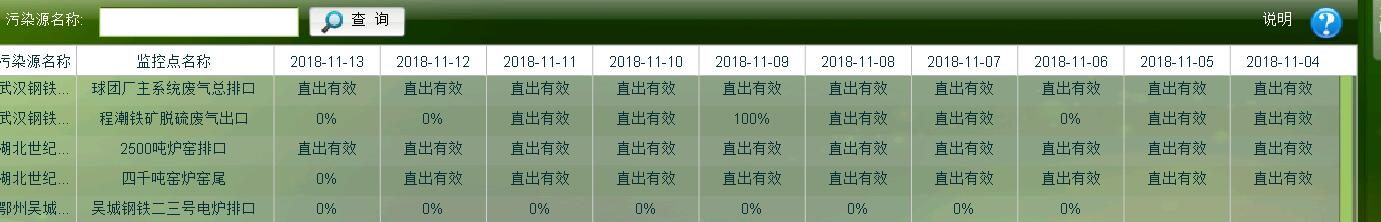 污染源名称: 查 询 说明 ?
污染源名称 监控点名称 2018-11-13 2018-11-12 2018-11-11 2018-11-10 2018-11-09 2018-11-08 2018-11-07 2018-11-06 2018-11-05 2018-11-04
武汉钢铁... 球团厂主系统废气总排口 直出有效 直出有效 直出有效 直出有效 直出有效 直出有效 直出有效 直出有效 直出有效 直出有效
武汉钢铁... 程潮铁矿脱硫废气出口 0% 0% 直出有效 直出有效 100% 直出有效 直出有效 0% 直出有效 直出有效
湖北世纪... 2500吨炉窑排口 直出有效 直出有效 直出有效 直出有效 直出有效 直出有效 直出有效 直出有效 直出有效 直出有效
湖北世纪... 四千吨窑炉窑尾 0% 直出有效 直出有效 直出有效 直出有效 直出有效 直出有效 直出有效 直出有效 直出有效
鄂州吴城... 吴城钢铁二三号电炉排口 0% 0% 0% 0% 0% 0% 0% 0%